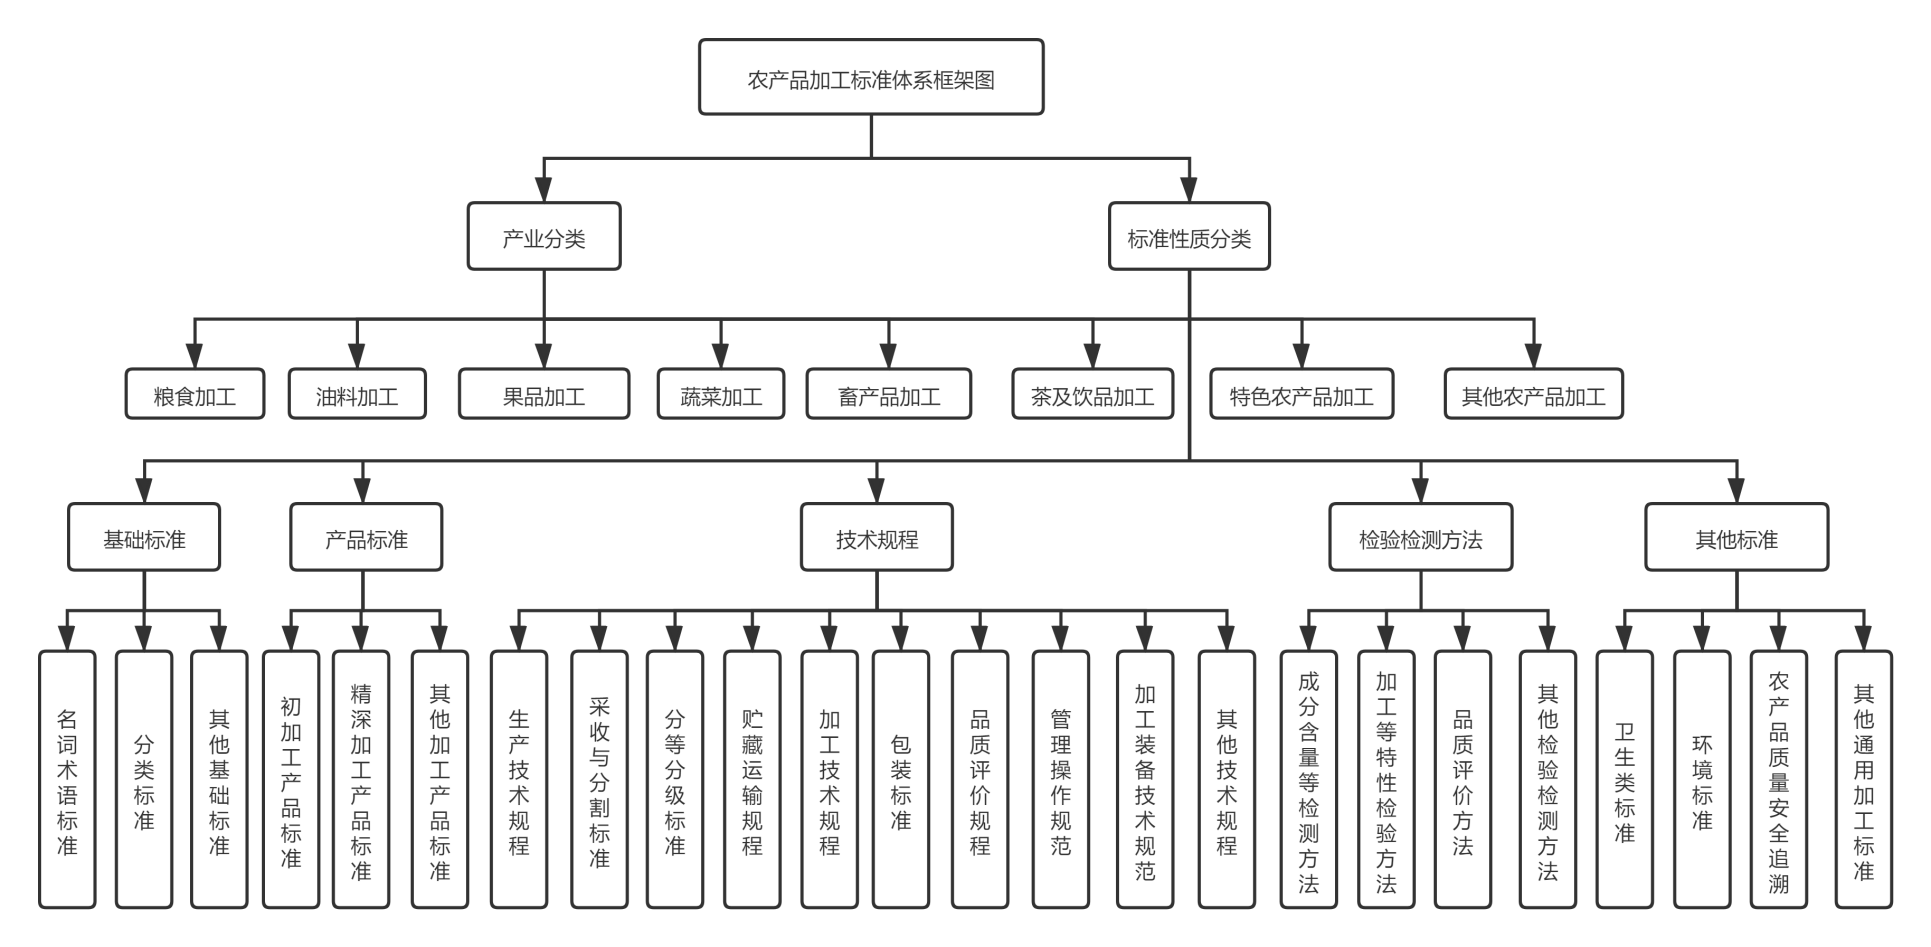 农产品加工标准体系框架图
产业分类
标准性质分类
粮食加工
油料加工
果品加工
蔬菜加工
畜产品加工
茶及饮品加工
特色农产品加工
其他农产品加工
基础标准
产品标准
技术规程
检验检测方法
其他标准
名词术语标准
分类标准
其他基础标准
初加工产品标准
精深加工产品标准
其他加工产品标准
生产技术规程
采收与分割标准
分等分级标准
贮藏运输规程
加工技术规程
包装标准
品质评价规程
管理操作规范
加工装备技术规范
其他技术规程
成分含量等检测方法
加工等特性检验方法
品质评价方法
其他检验检测方法
卫生类标准
环境标准
农产品质量安全追溯
其他通用加工标准